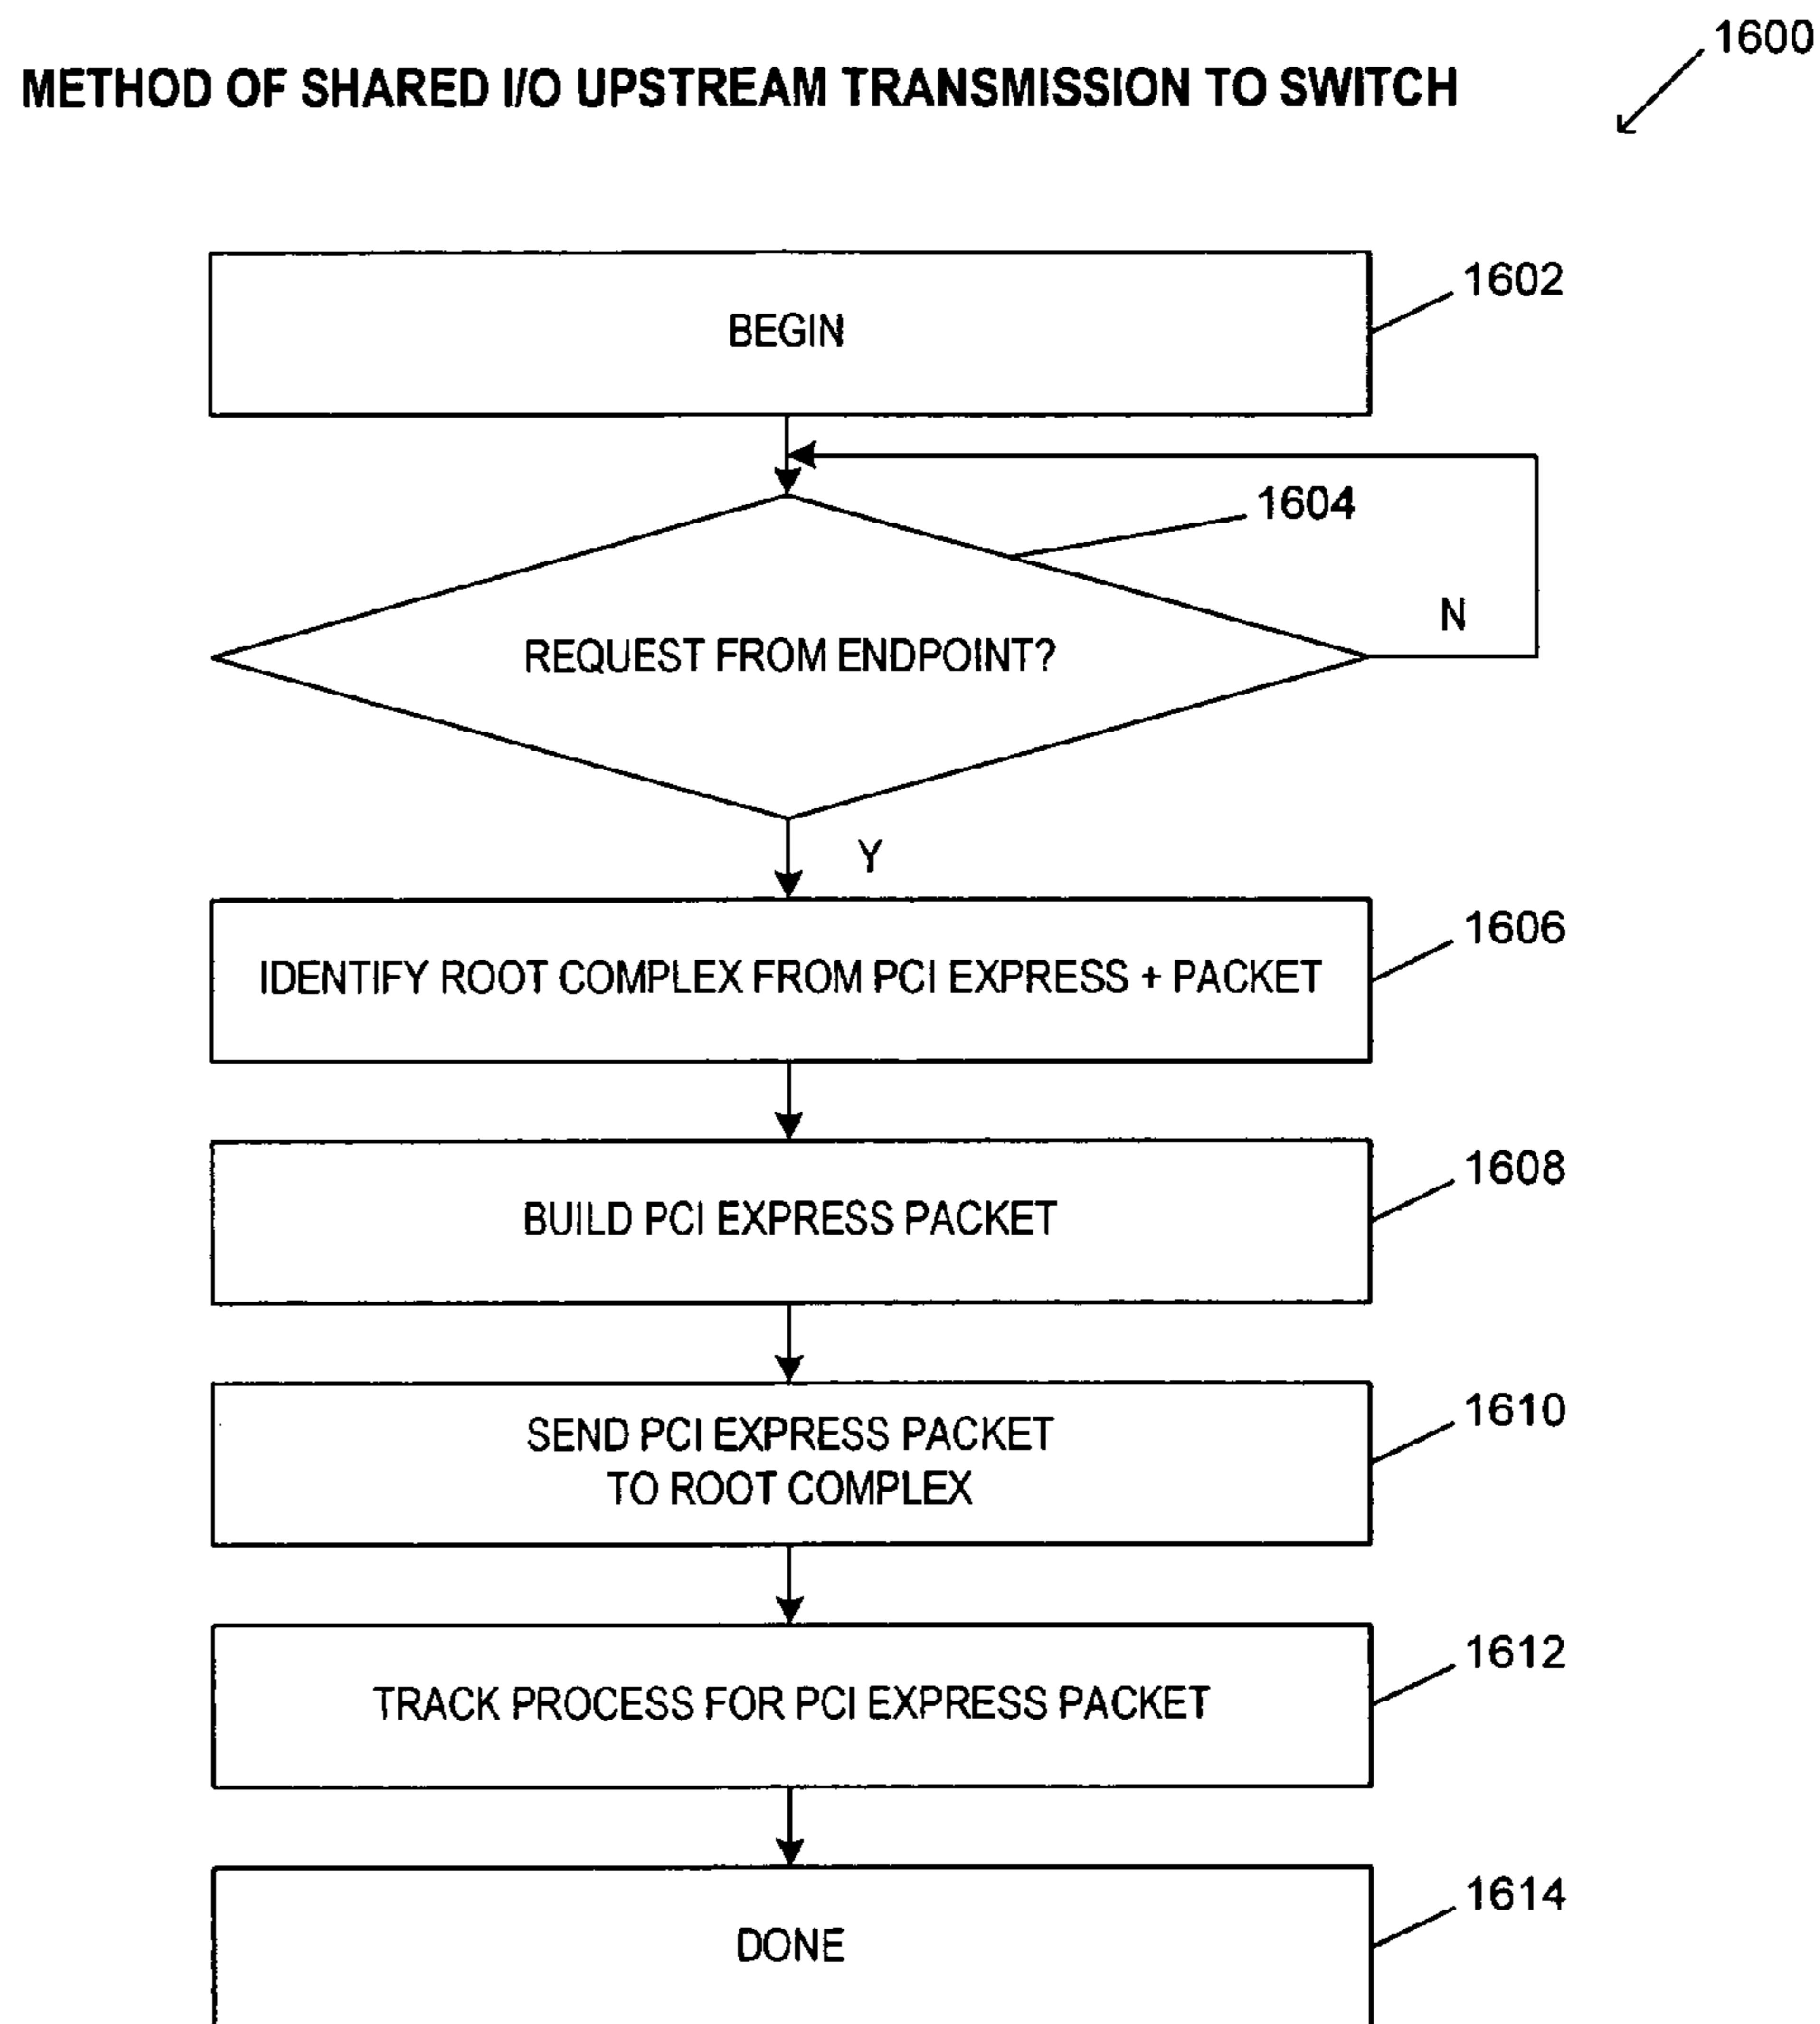 1600
METHOD OF SHARED I/O UPSTREAM TRANSMISSION TO SWITCH
1602
BEGIN
1604
N
REQUEST FROM ENDPOINT?
Y
1606
IDENTIFY ROOT COMPLEX FROM PCI EXPRESS + PACKET
1608
BUILD PCI EXPRESS PACKET
1610
SEND PCI EXPRESS PACKET
TO ROOT COMPLEX
1612
TRACK PROCESS FOR PCI EXPRESS PACKET
1614
DONE